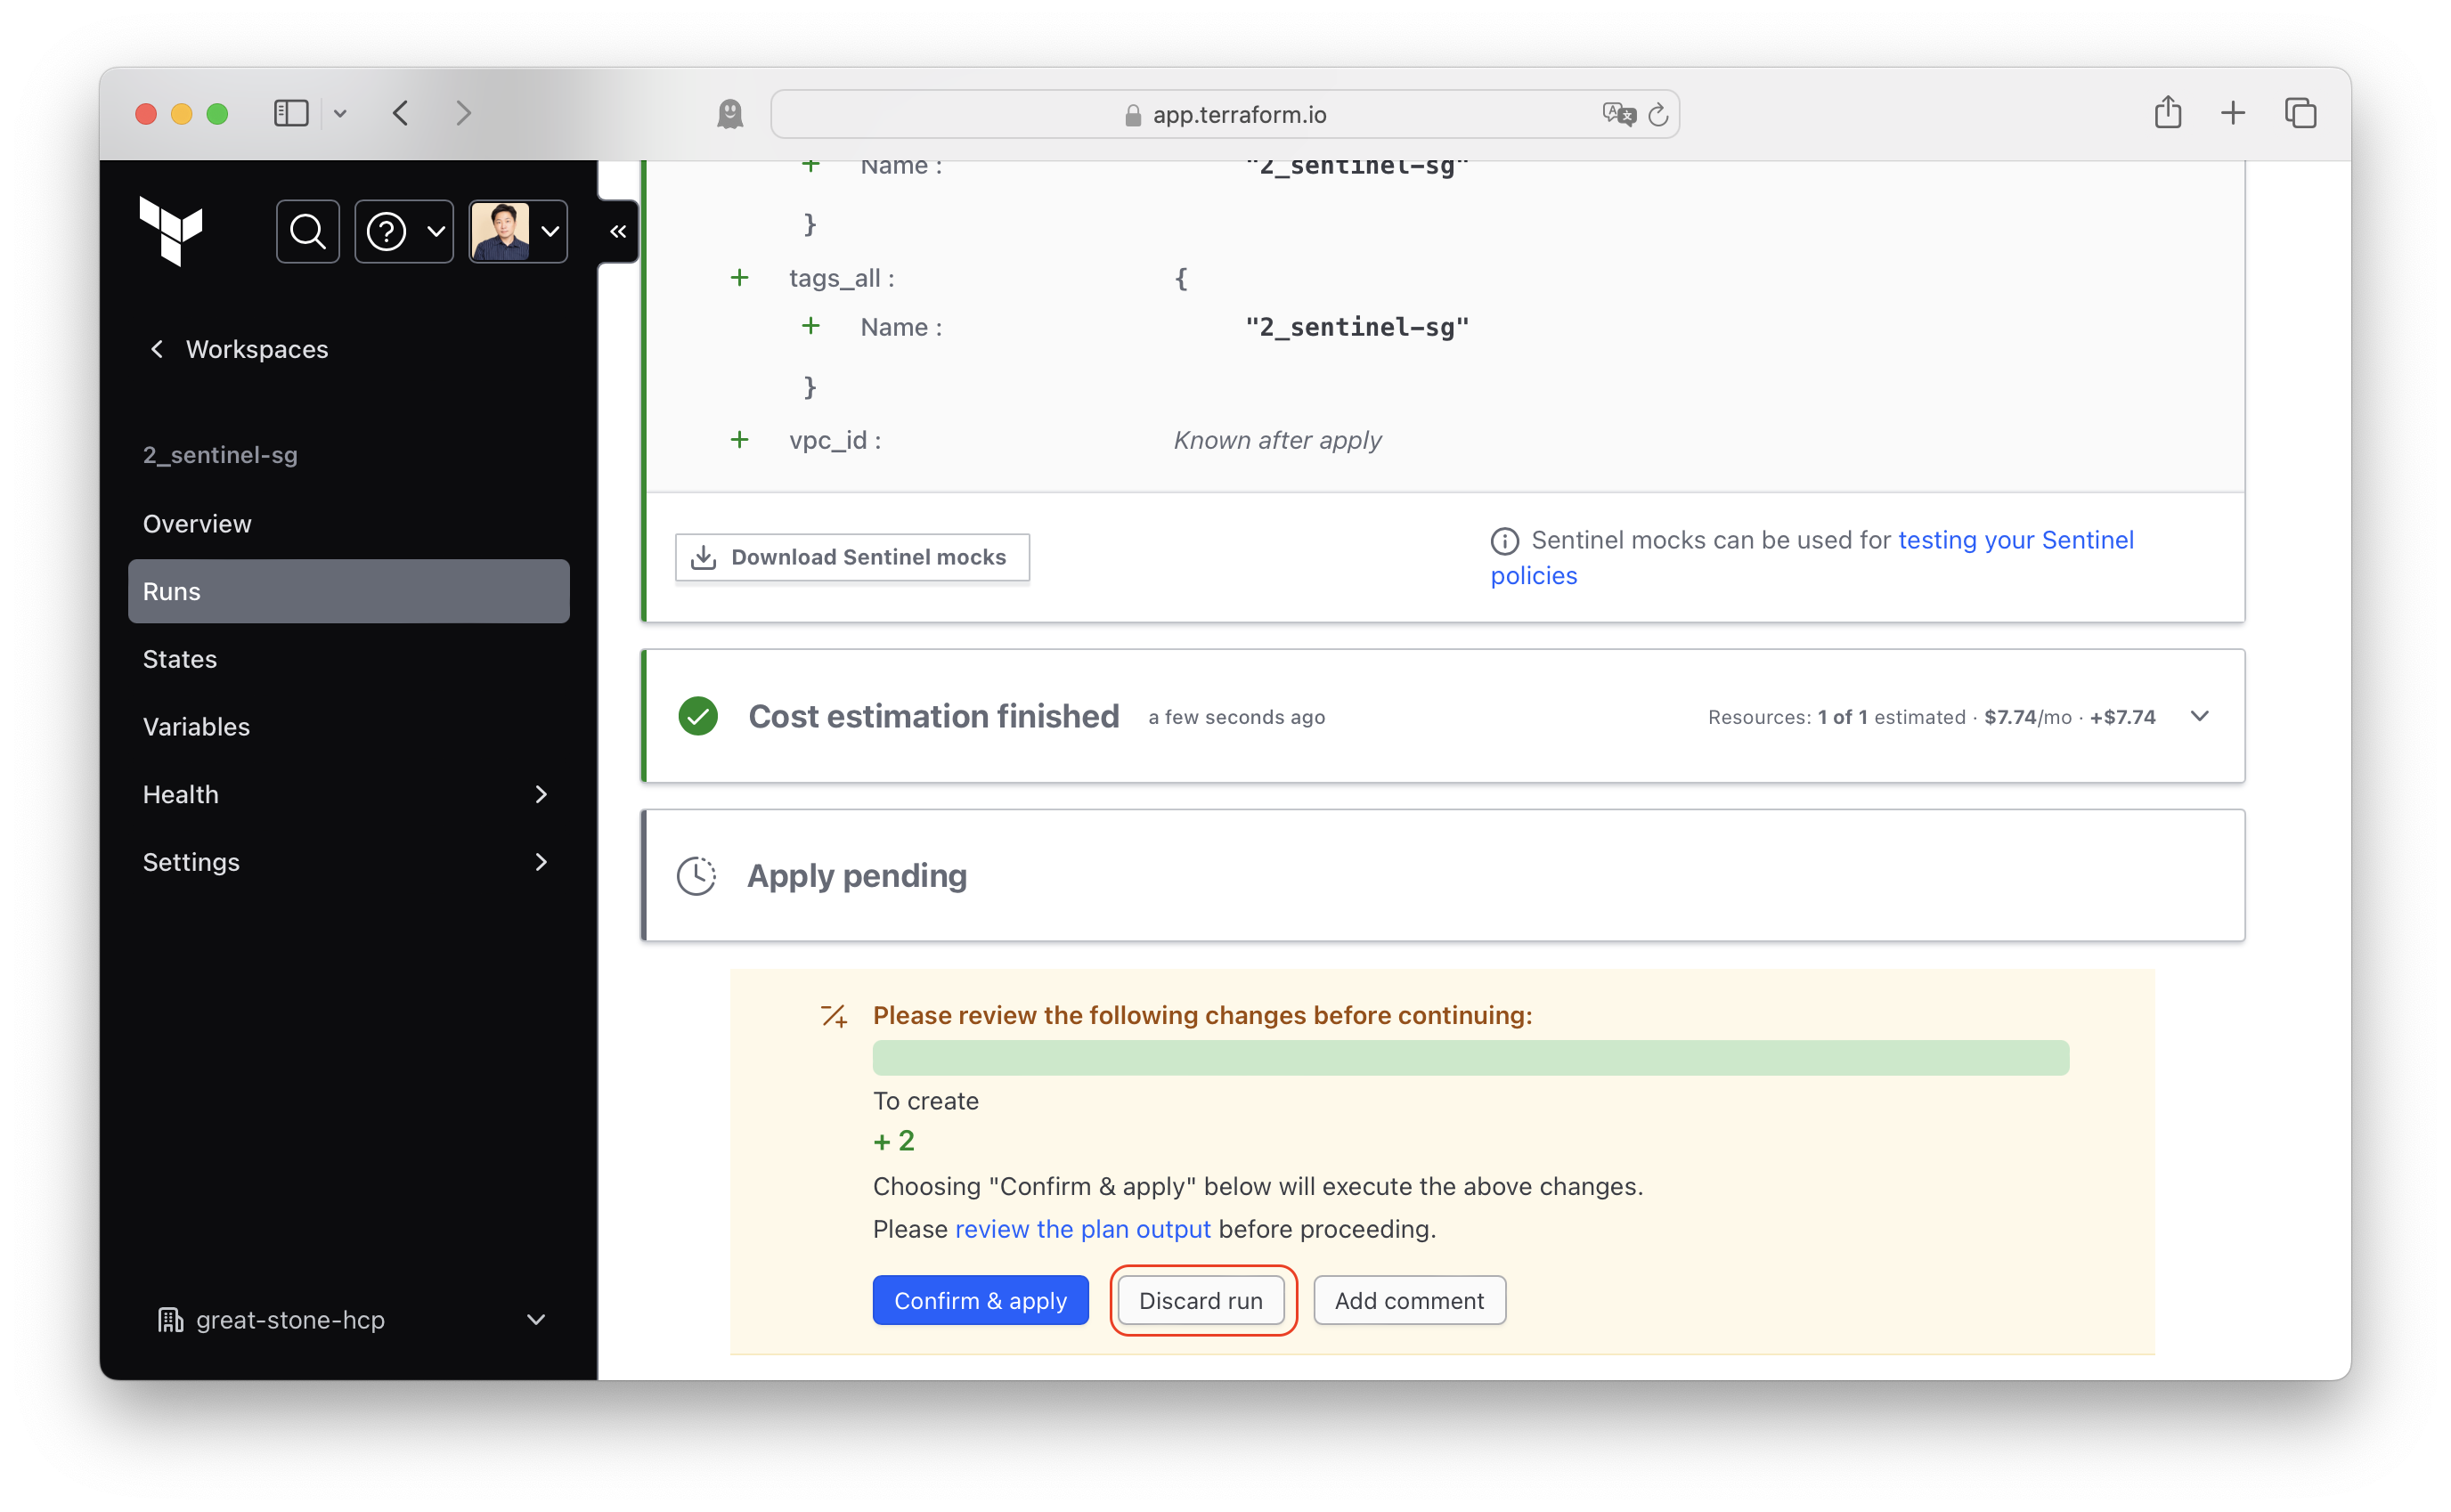 app.terraform.io
Workspaces
2_sentinel-sg
Overview
Runs
States
Variables
Health
Settings
great-stone-hcp
+ Name : "2_sentinel-sg"
}
+ tags_all : {
+ Name : "2_sentinel-sg"
}
+ vpc_id : Known after apply
Download Sentinel mocks
Sentinel mocks can be used for testing your Sentinel
policies
Cost estimation finished a few seconds ago Resources: 1 of 1 estimated · $7.74/mo · +$7.74
Apply pending
Please review the following changes before continuing:
To create
+ 2
Choosing "Confirm & apply" below will execute the above changes.
Please review the plan output before proceeding.
Confirm & apply Discard run Add comment